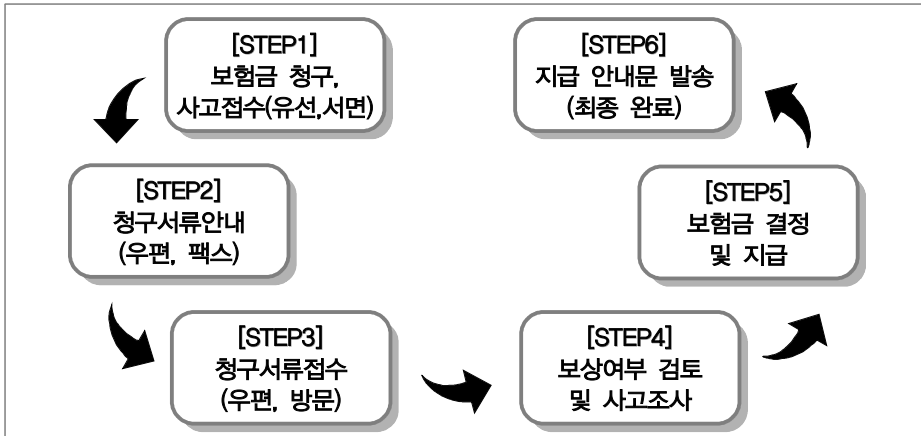 [STEP1]
보험금 청구,
사고접수(유선,서면)
[STEP2]
청구서류안내
(우편, 팩스)
[STEP3]
청구서류접수
(우편, 방문)
[STEP4]
보상여부 검토
및 사고조사
[STEP5]
보험금 결정
및 지급
[STEP6]
지급 안내문 발송
(최종 완료)